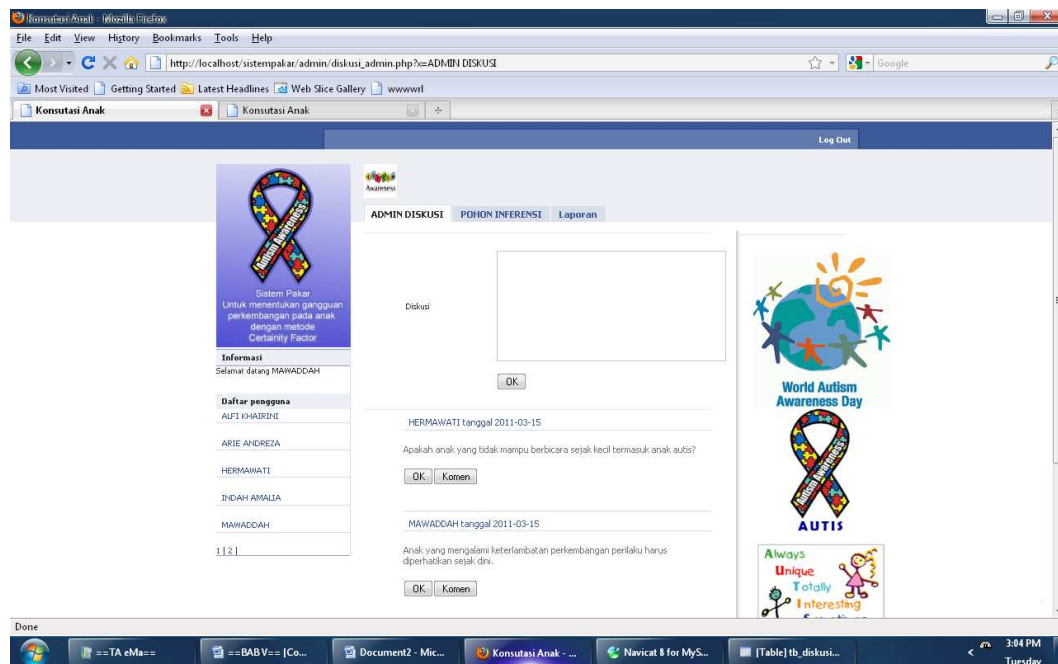 Konsutasi Anak - Mozilla Firefox
File Edit View History Bookmarks Tools Help
http://localhost/sistempakar/admin/diskusi_admin.php?x=ADMIN DISKUSI
Google
Most Visited Getting Started Latest Headlines Web Slice Gallery wwwwrl
Konsutasi Anak Konsutasi Anak
Log Out
Autism Awareness
Awareness
ADMIN DISKUSI POHON INFERENSI Laporan
Sistem Pakar
Untuk menentukan gangguan
perkembangan pada anak
dengan metode
Certainity Factor
Informasi
Selamat datang MAWADDAH
Daftar pengguna
ALFI KHAIRINI
ARIE ANDREZA
HERMAWATI
INDAH AMALIA
MAWADDAH
1 | 2 |
Diskusi
OK
HERMAWATI tanggal 2011-03-15
Apakah anak yang tidak mampu berbicara sejak kecil termasuk anak autis?
OK Komen
MAWADDAH tanggal 2011-03-15
Anak yang mengalami keterlambatan perkembangan perilaku harus
diperhatikan sejak dini.
OK Komen
World Autism
Awareness Day
Autism Awareness
AUTIS
Always
Unique
Totally
Interesting
Done
==TA eMa== ==BAB V== [Co... Document2 - Mic... Konsutasi Anak - ... Navicat 8 for MyS... [Table] tb_diskusi...
3:04 PM
Tuesday